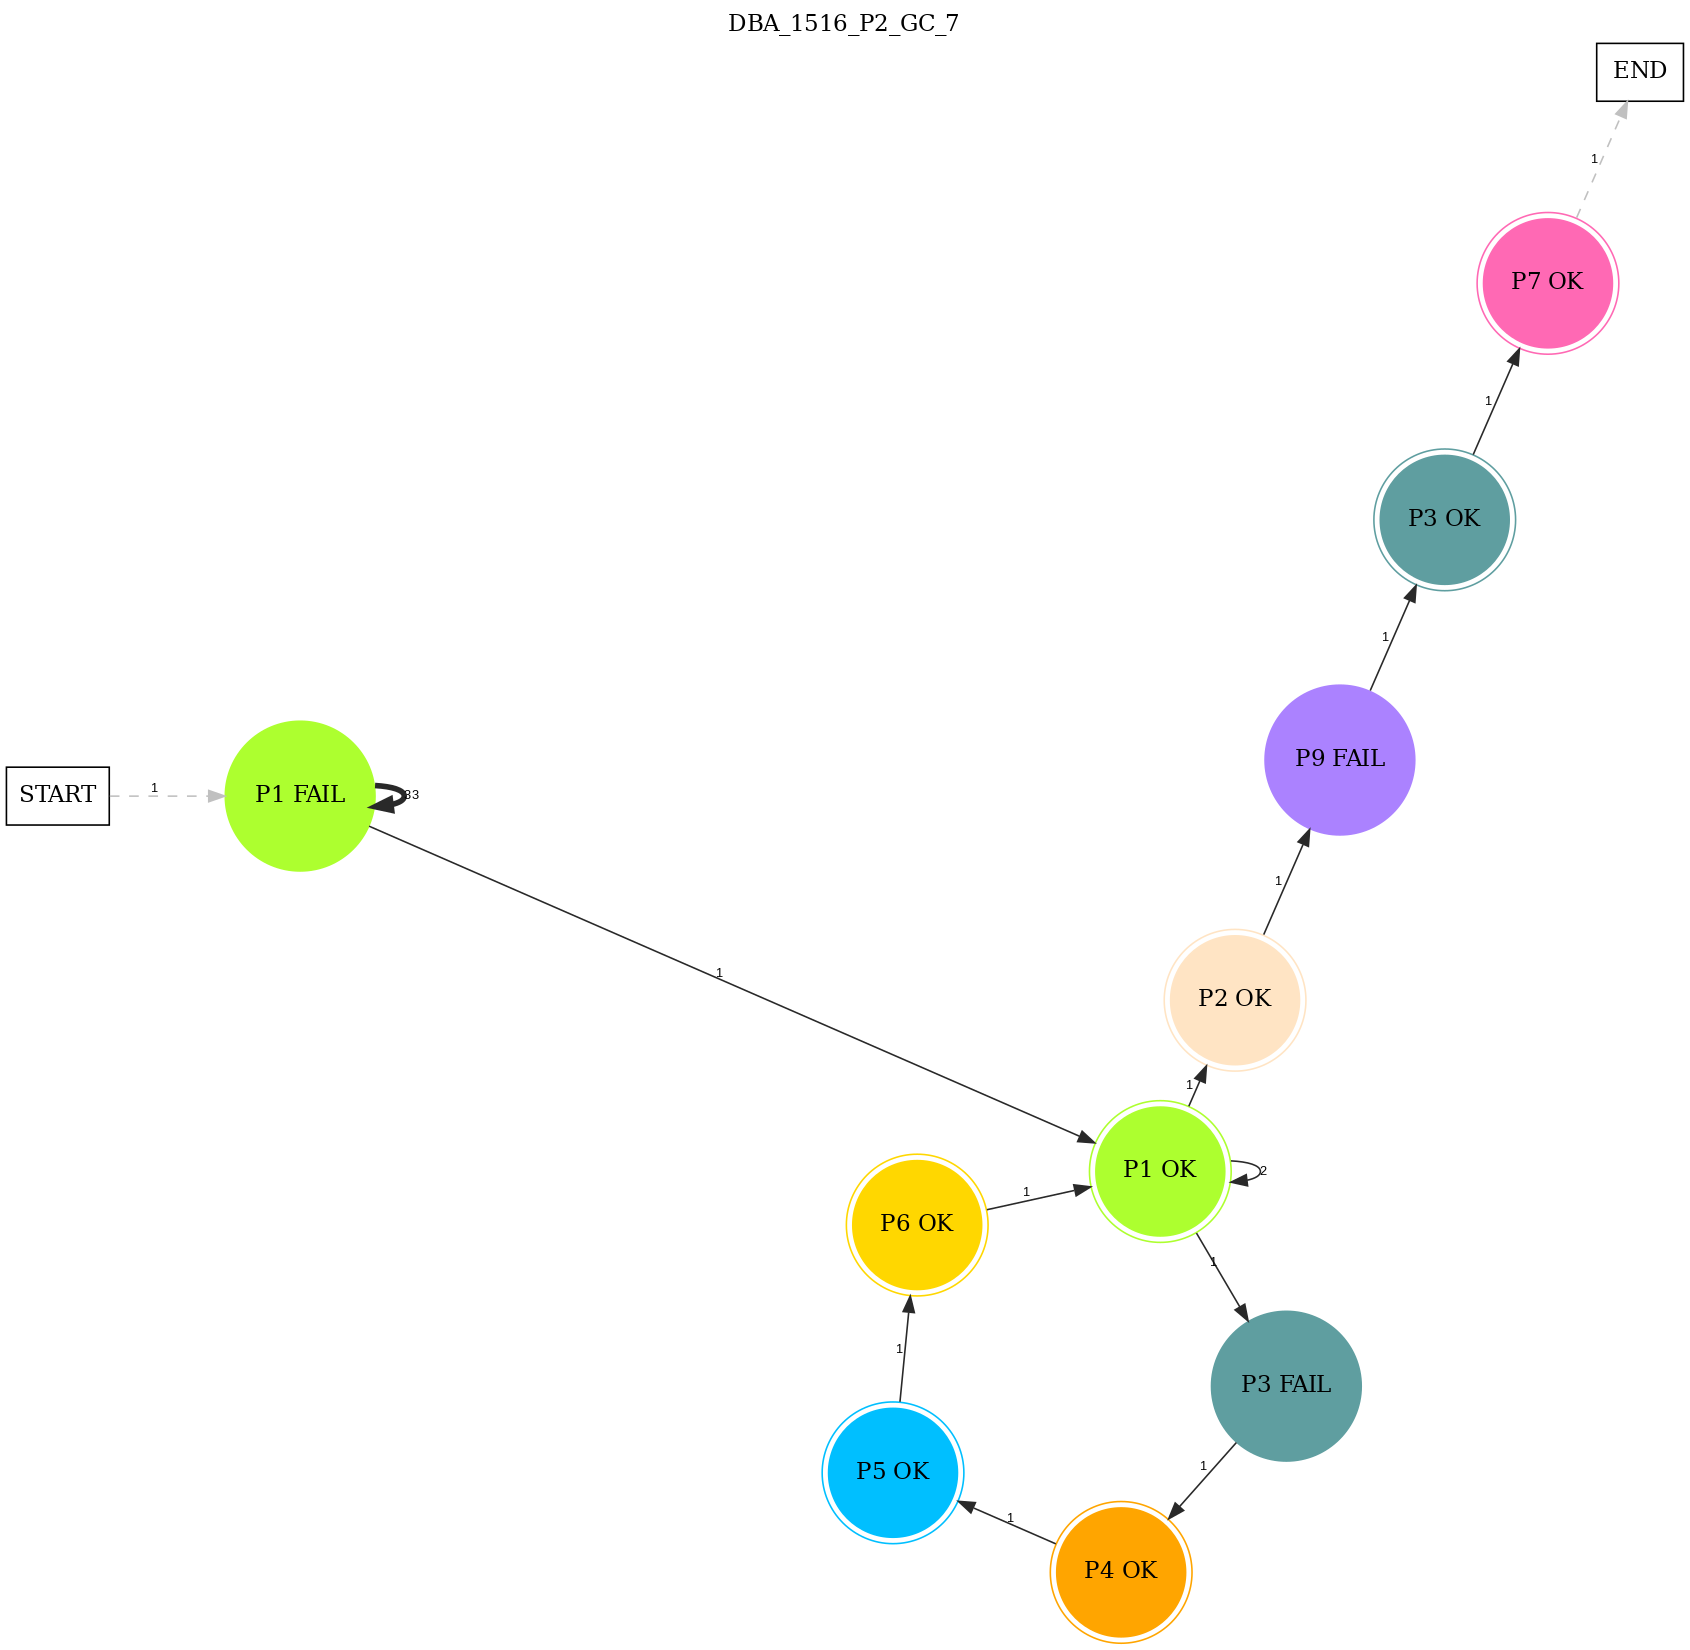 DBA_1516_P2_GC_7
END
1
P7 OK
1
P3 OK
1
P9 FAIL
START
1
P1 FAIL
33
1
1
P2 OK
1
P1 OK
2
1
P6 OK
1
1
P3 FAIL
1
P5 OK
1
P4 OK